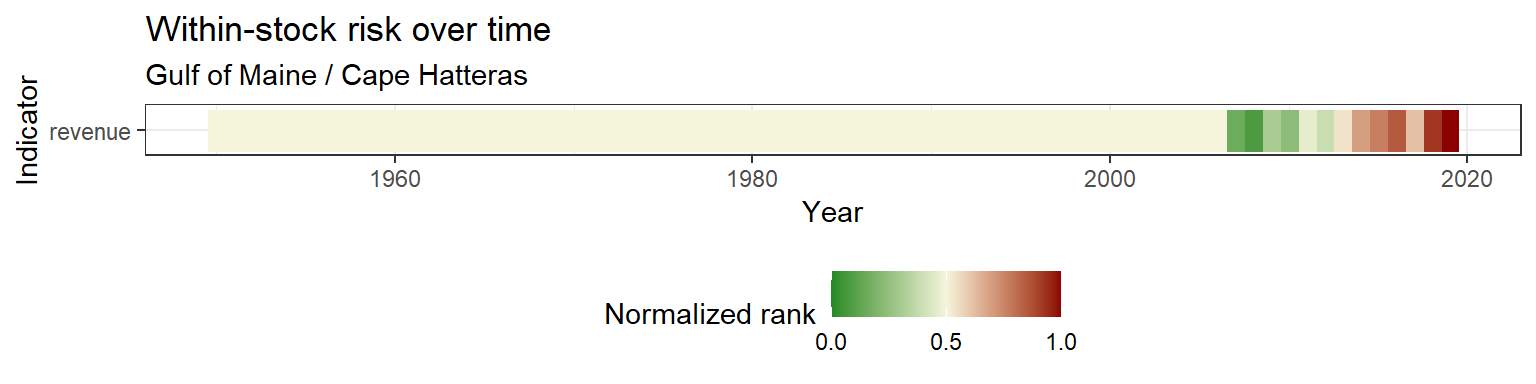 Within-stock risk over time
Gulf of Maine / Cape Hatteras
Indicator
revenue
1960 1980 2000 2020
Year
Normalized rank
0.0 0.5 1.0